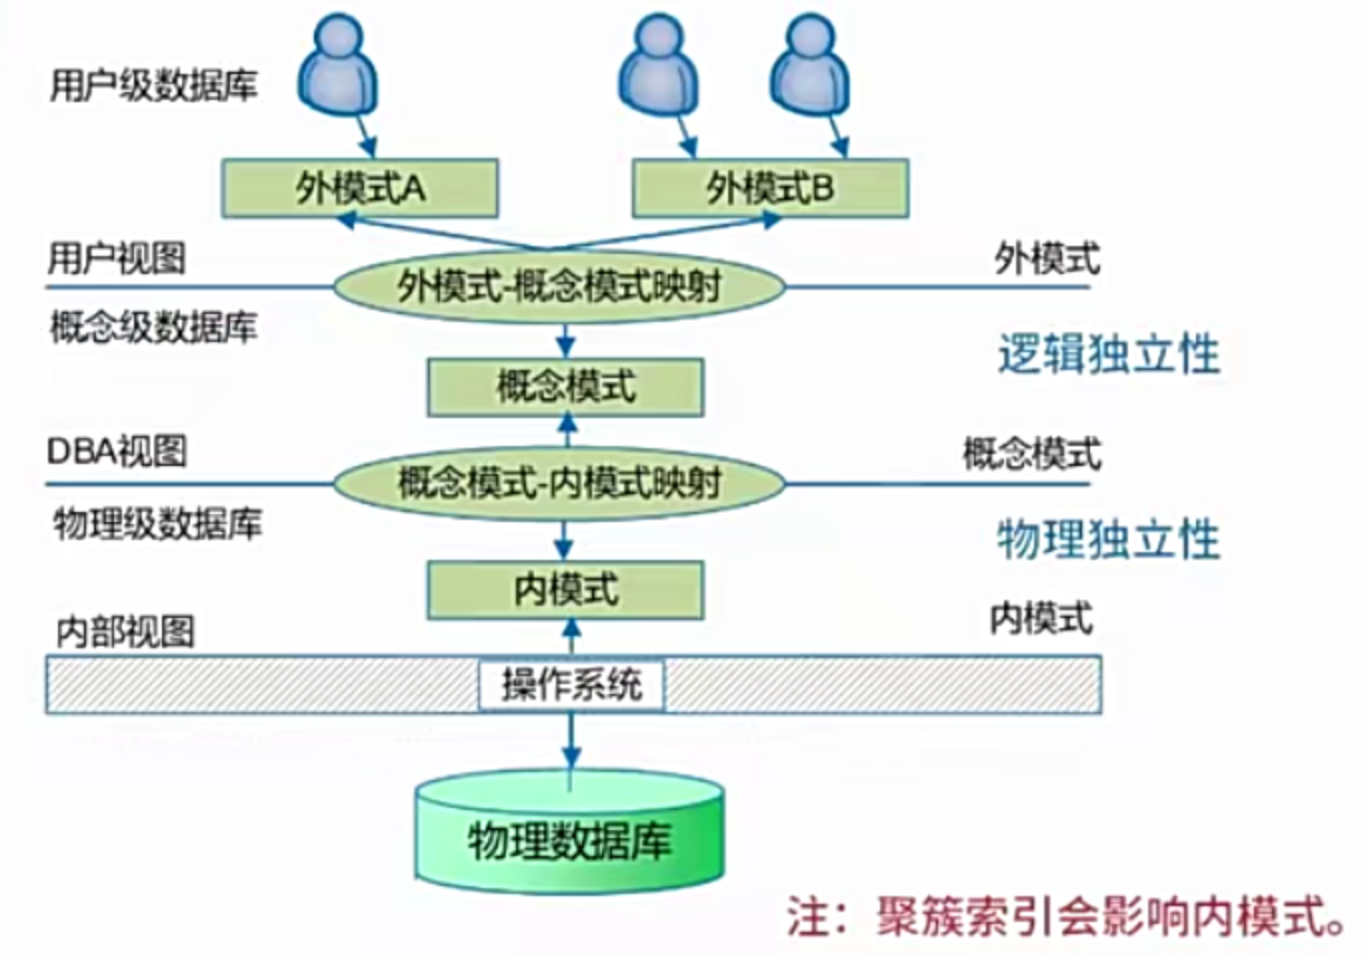 用户级数据库
外模式A
外模式B
用户视图
外模式-概念模式映射
外模式
概念级数据库
逻辑独立性
概念模式
DBA视图
概念模式-内模式映射
概念模式
物理级数据库
物理独立性
内模式
内部视图
内模式
操作系统
物理数据库
注：聚簇索引会影响内模式。